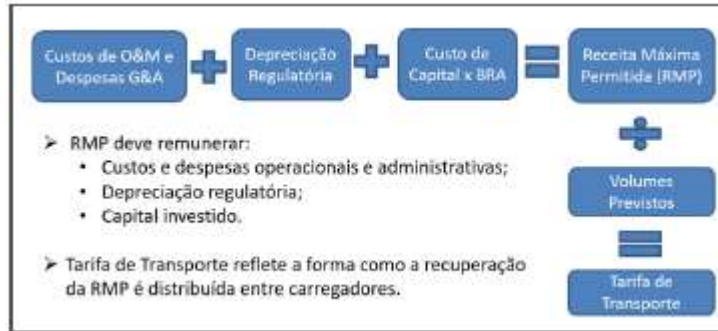 Custos de O&M e
Despesas G&A
Depreciação
Regulatória
Custo de
Capital x BRA
Receita Máxima
Permitida (RMP)
➤ RMP deve remunerar:
• Custos e despesas operacionais e administrativas;
• Depreciação regulatória;
• Capital investido.
➤ Tarifa de Transporte reflete a forma como a recuperação
da RMP é distribuída entre carregadores.
Volumes
Previstos
Tarifa de
Transporte